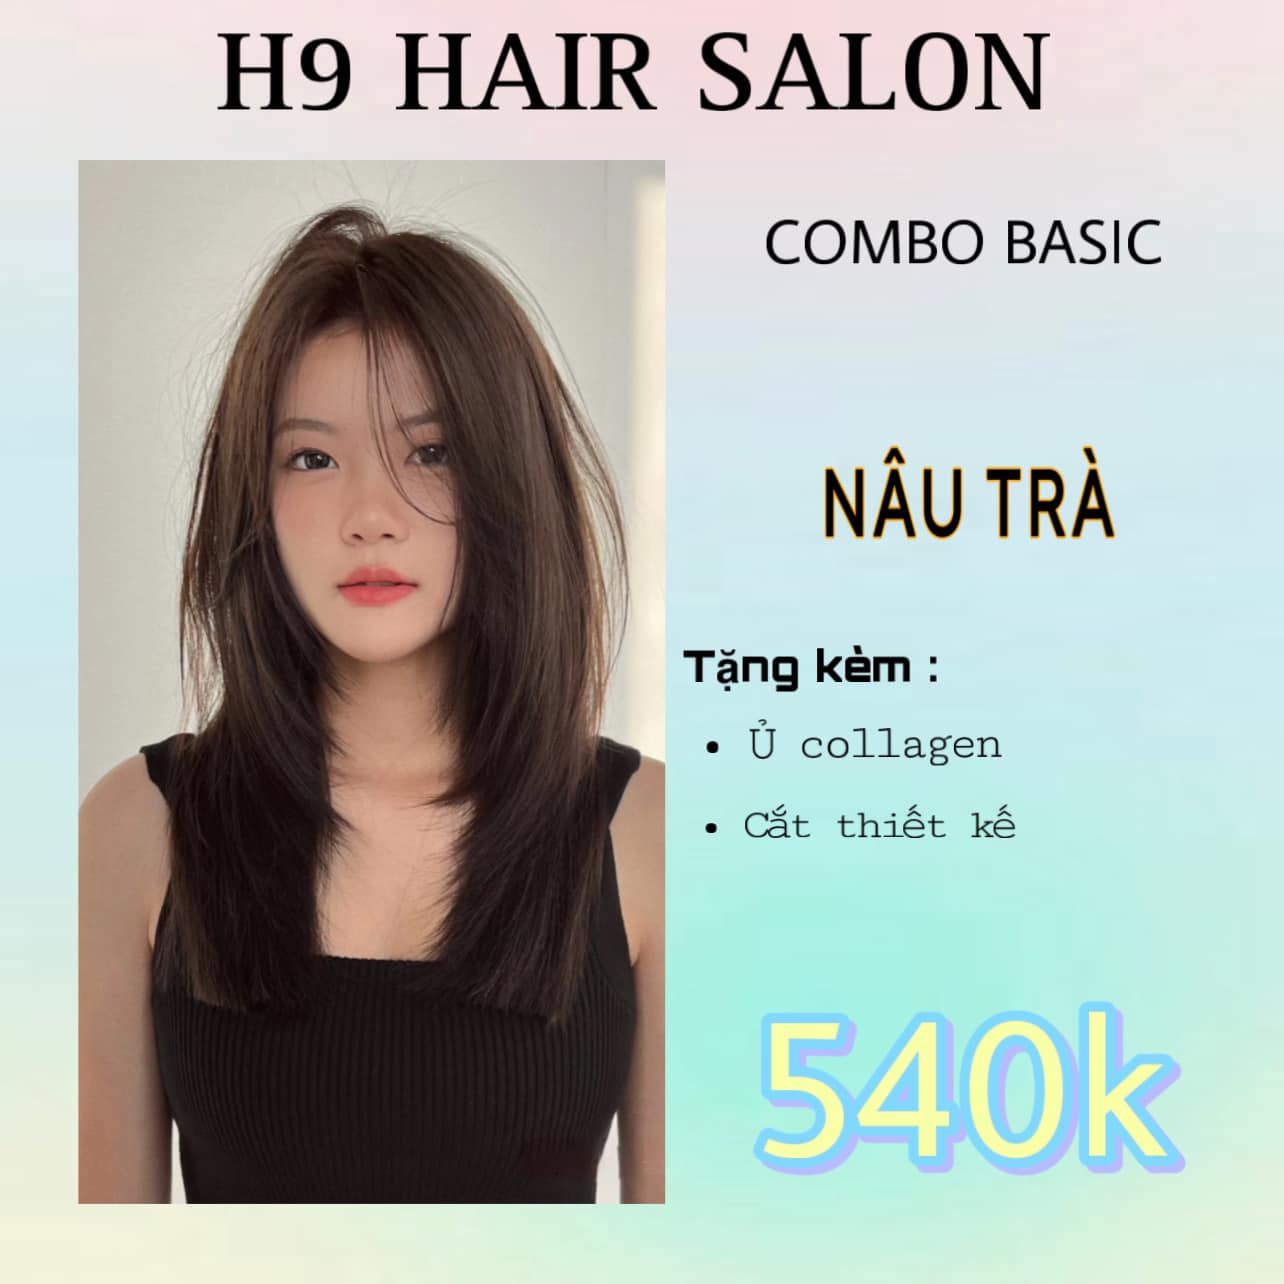 H9 HAIR SALON
COMBO BASIC
NÂU TRÀ
Tặng kèm :
• Ủ collagen
• Cắt thiết kế
540k